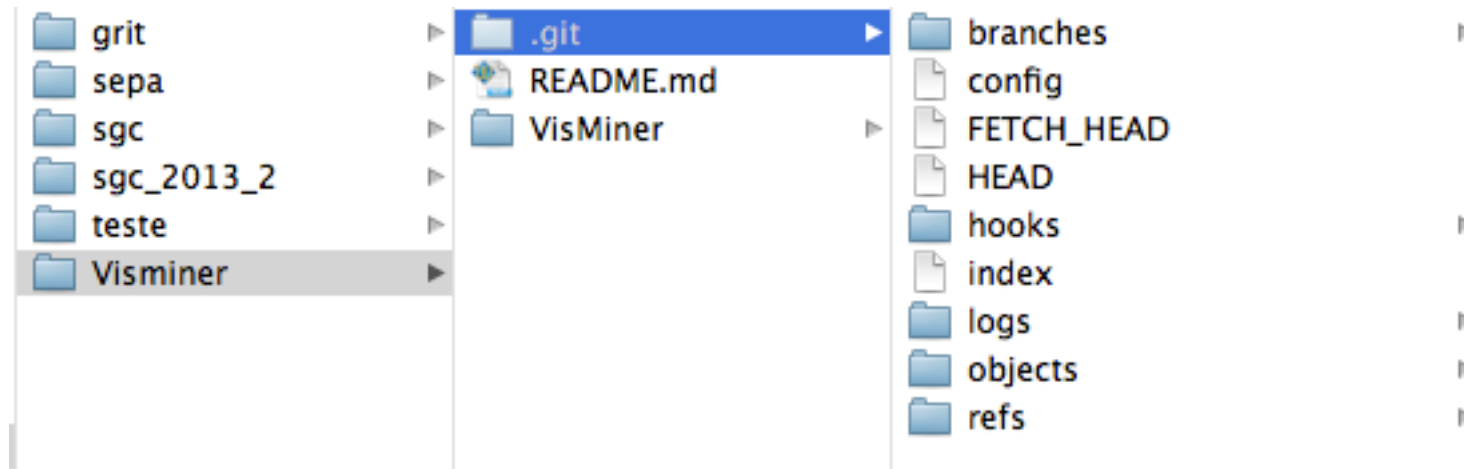 grit
sepa
sgc
sgc_2013_2
teste
Visminer
.git
README.md
VisMiner
branches
config
FETCH_HEAD
HEAD
hooks
index
logs
objects
refs